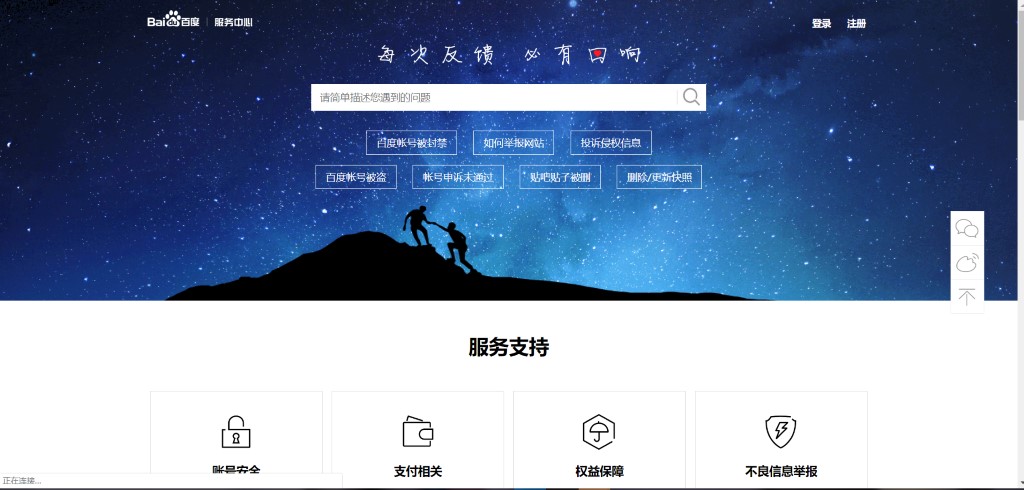 Bai du 百度 | 服务中心
登录 注册
每次反馈 必有回响
请简单描述您遇到的问题
百度帐号被封禁 如何举报网站 投诉侵权信息
百度帐号被盗 帐号申诉未通过 贴吧贴子被删 删除/更新快照
服务支持
账号安全 支付相关 权益保障 不良信息举报
正在连接...